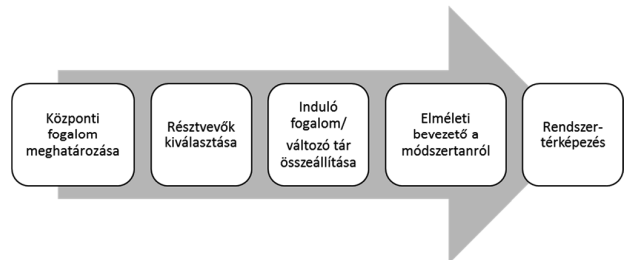 Központi
fogalom
meghatározása
Résztvevők
kiválasztása
Induló
fogalom/
változó tár
összeállítása
Elméleti
bevezető a
módszertanról
Rendszer-
térképezés